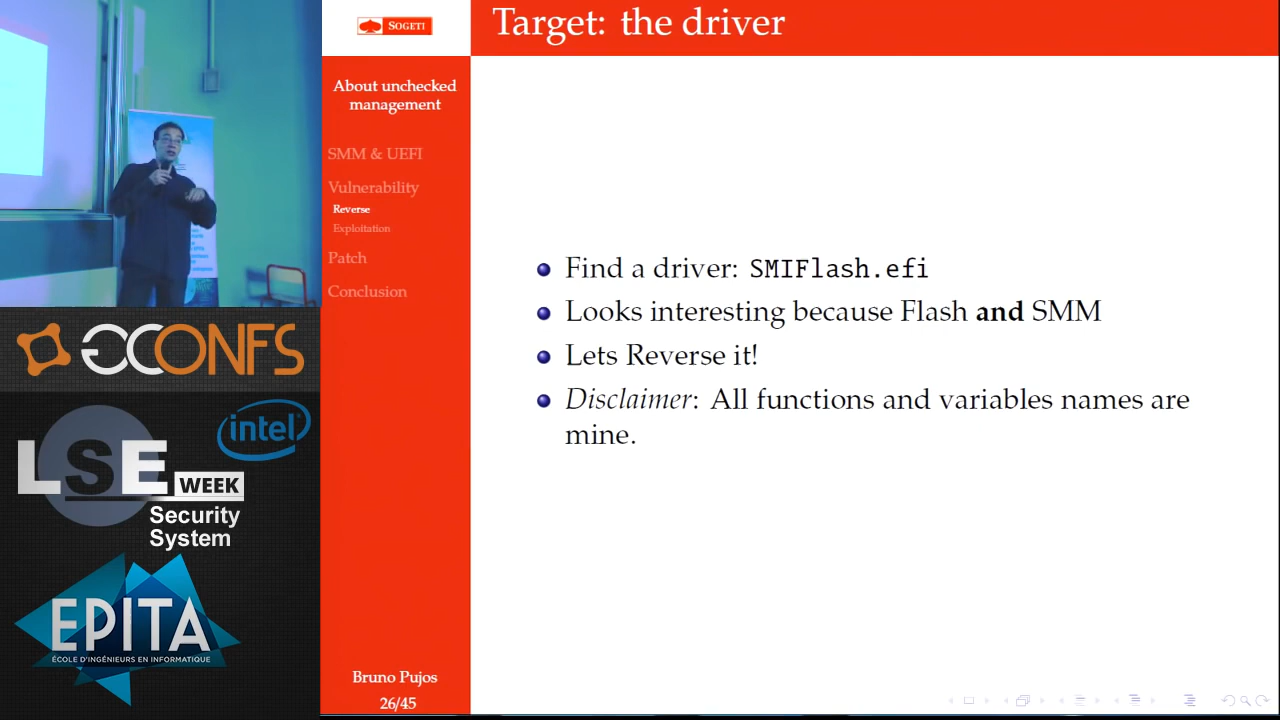 SOGETI
Target: the driver
About unchecked
management
SMM & UEFI
Vulnerability
Reverse
Exploitation
Patch
Conclusion
Find a driver: SMIFlash.efi
Looks interesting because Flash and SMM
Lets Reverse it!
Disclaimer: All functions and variables names are
mine.
Bruno Pujos
26/45
GCONFS
intel
LSE
WEEK
Security
System
EPITA
ÉCOLE D'INGÉNIEURS EN INFORMATIQUE